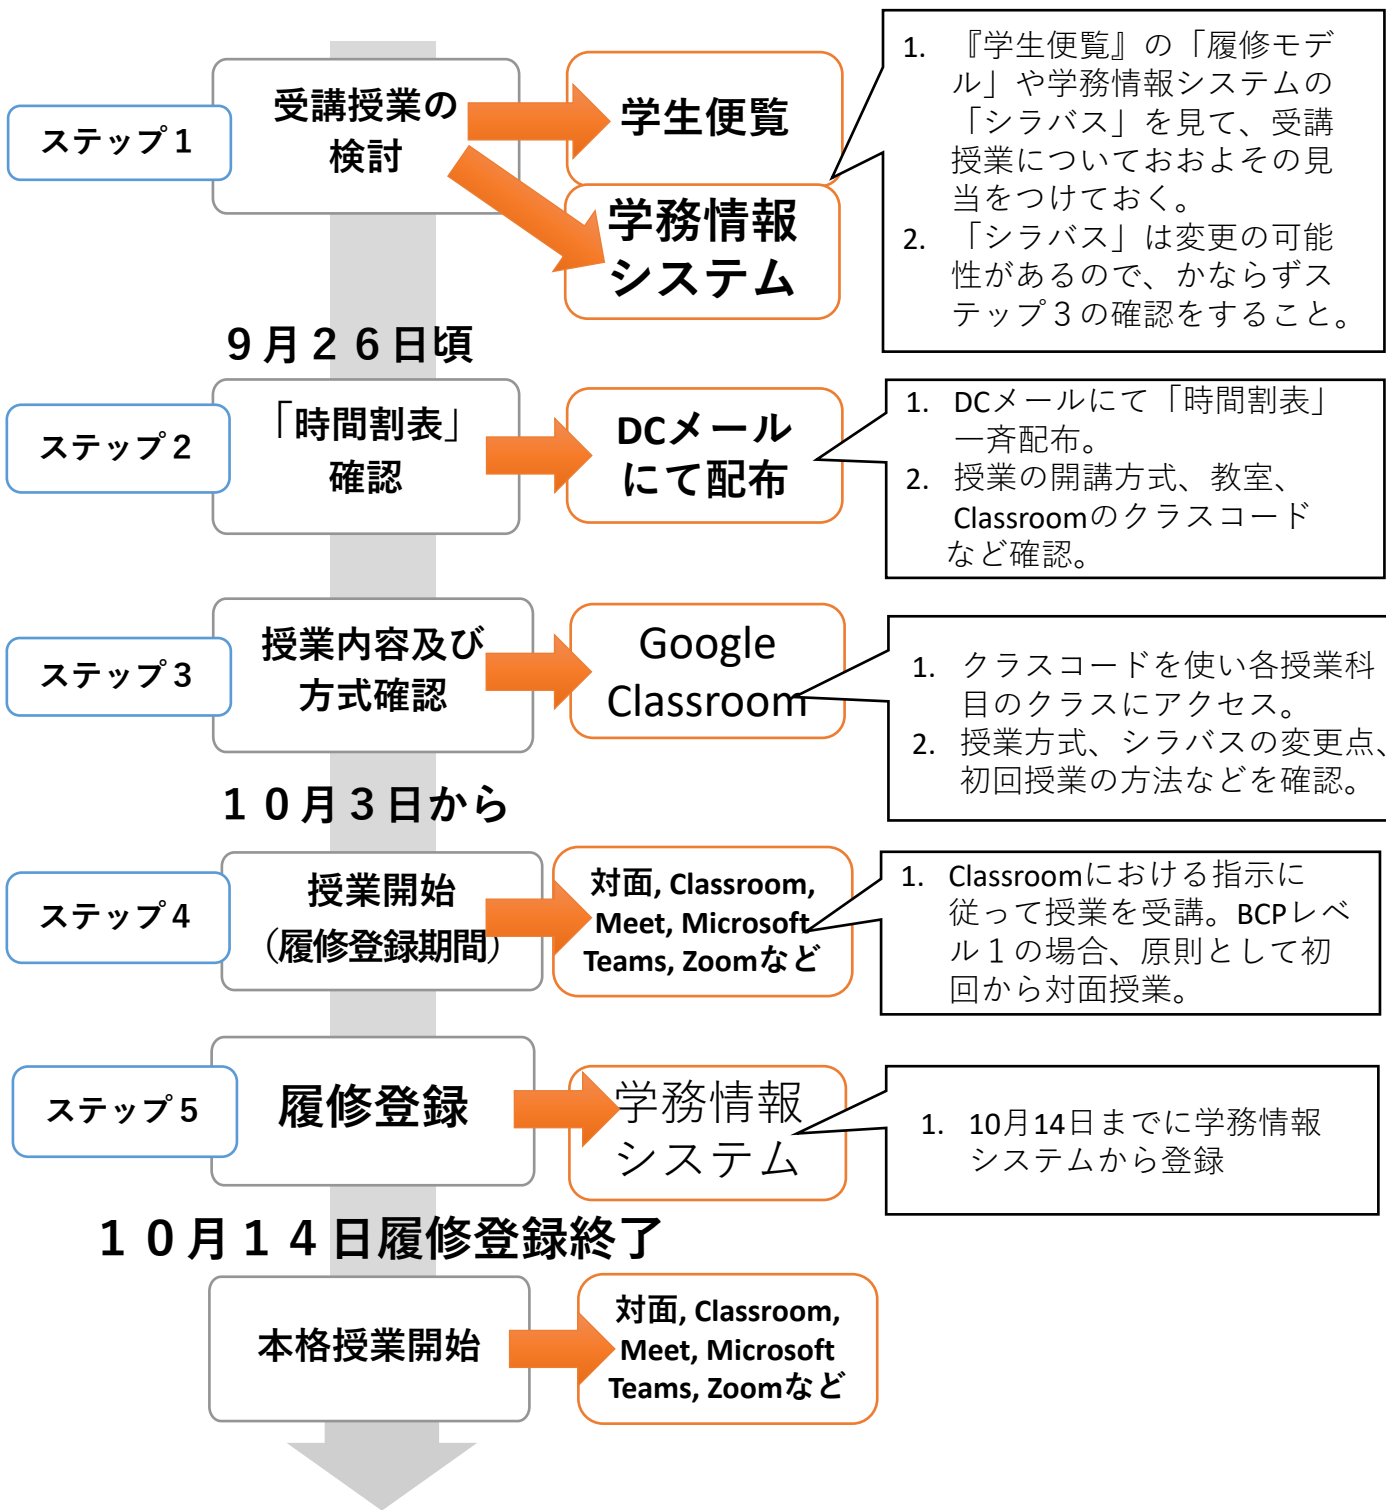 ステップ１
受講授業の
検討
学生便覧
学務情報
システム
1. 『学生便覧』の「履修モデ
ル」や学務情報システムの
「シラバス」を見て、受講
授業についておおよその見
当をつけておく。
2. 「シラバス」は変更の可能
性があるので、かならずス
テップ３の確認をすること。
９月２６日頃
ステップ２
「時間割表」
確認
DCメール
にて配布
1. DCメールにて「時間割表」
一斉配布。
2. 授業の開講方式、教室、
Classroomのクラスコード
など確認。
ステップ３
授業内容及び
方式確認
Google
Classroom
1. クラスコードを使い各授業科
目のクラスにアクセス。
2. 授業方式、シラバスの変更点、
初回授業の方法などを確認。
１０月３日から
ステップ４
授業開始
（履修登録期間）
対面, Classroom,
Meet, Microsoft
Teams, Zoomなど
1. Classroomにおける指示に
従って授業を受講。BCPレベ
ル１の場合、原則として初
回から対面授業。
ステップ５
履修登録
学務情報
システム
1. 10月14日までに学務情報
システムから登録
１０月１４日履修登録終了
本格授業開始
対面, Classroom,
Meet, Microsoft
Teams, Zoomなど